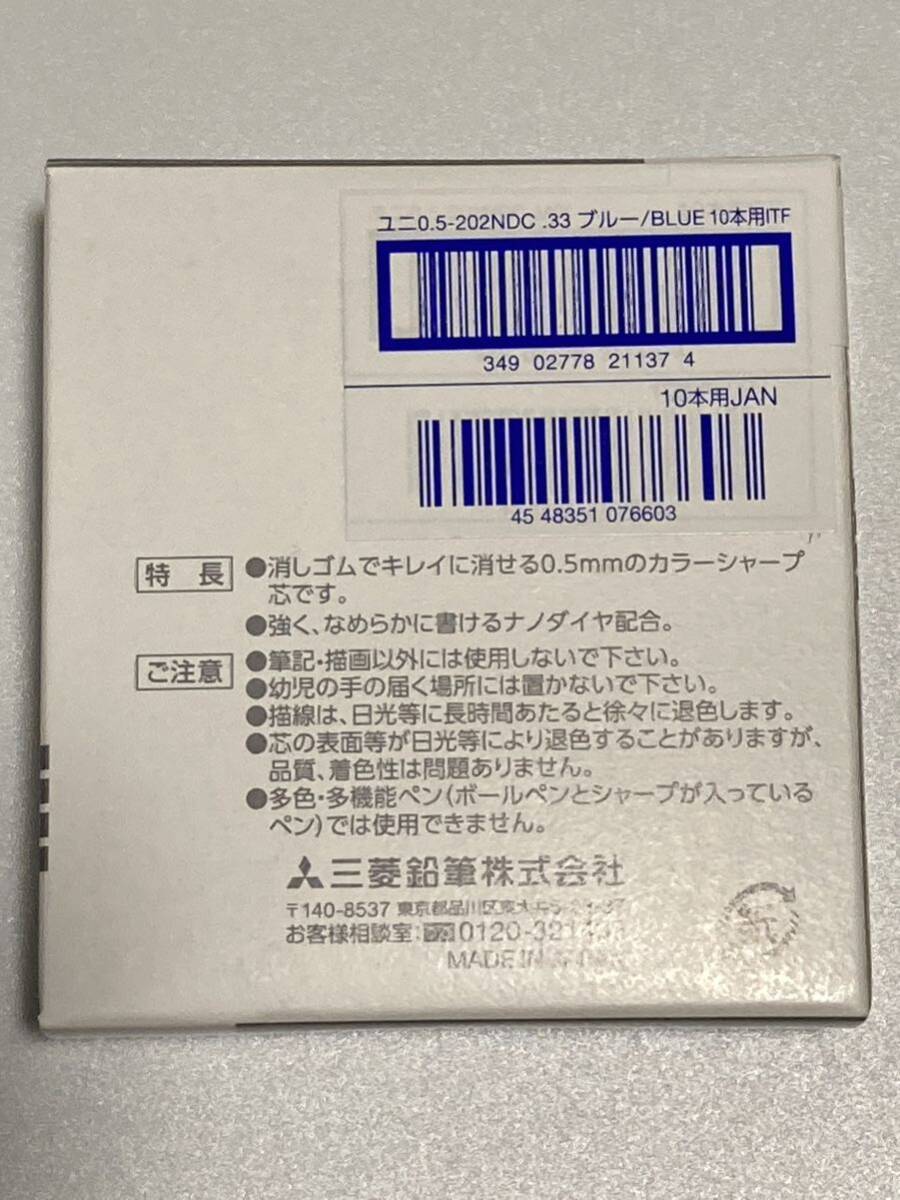 ユニ0.5-202NDC .33 ブルー/BLUE 10本用ITF
349 02778 21137 4
10本用JAN
45 48351 076603
特長 ●消しゴムでキレイに消せる0.5mmのカラーシャープ
芯です。
●強く、なめらかに書けるナノダイヤ配合。
ご注意 ●筆記・描画以外には使用しないで下さい。
●幼児の手の届く場所には置かないで下さい。
●描線は、日光等に長時間あたると徐々に退色します。
●芯の表面等が日光等により退色することがありますが、
品質、着色性は問題ありません。
●多色・多機能ペン(ボールペンとシャープが入っている
ペン)では使用できません。
三菱鉛筆株式会社
〒140-8537 東京都品川区東大井5-
お客様相談室: 0120-321
MADE IN